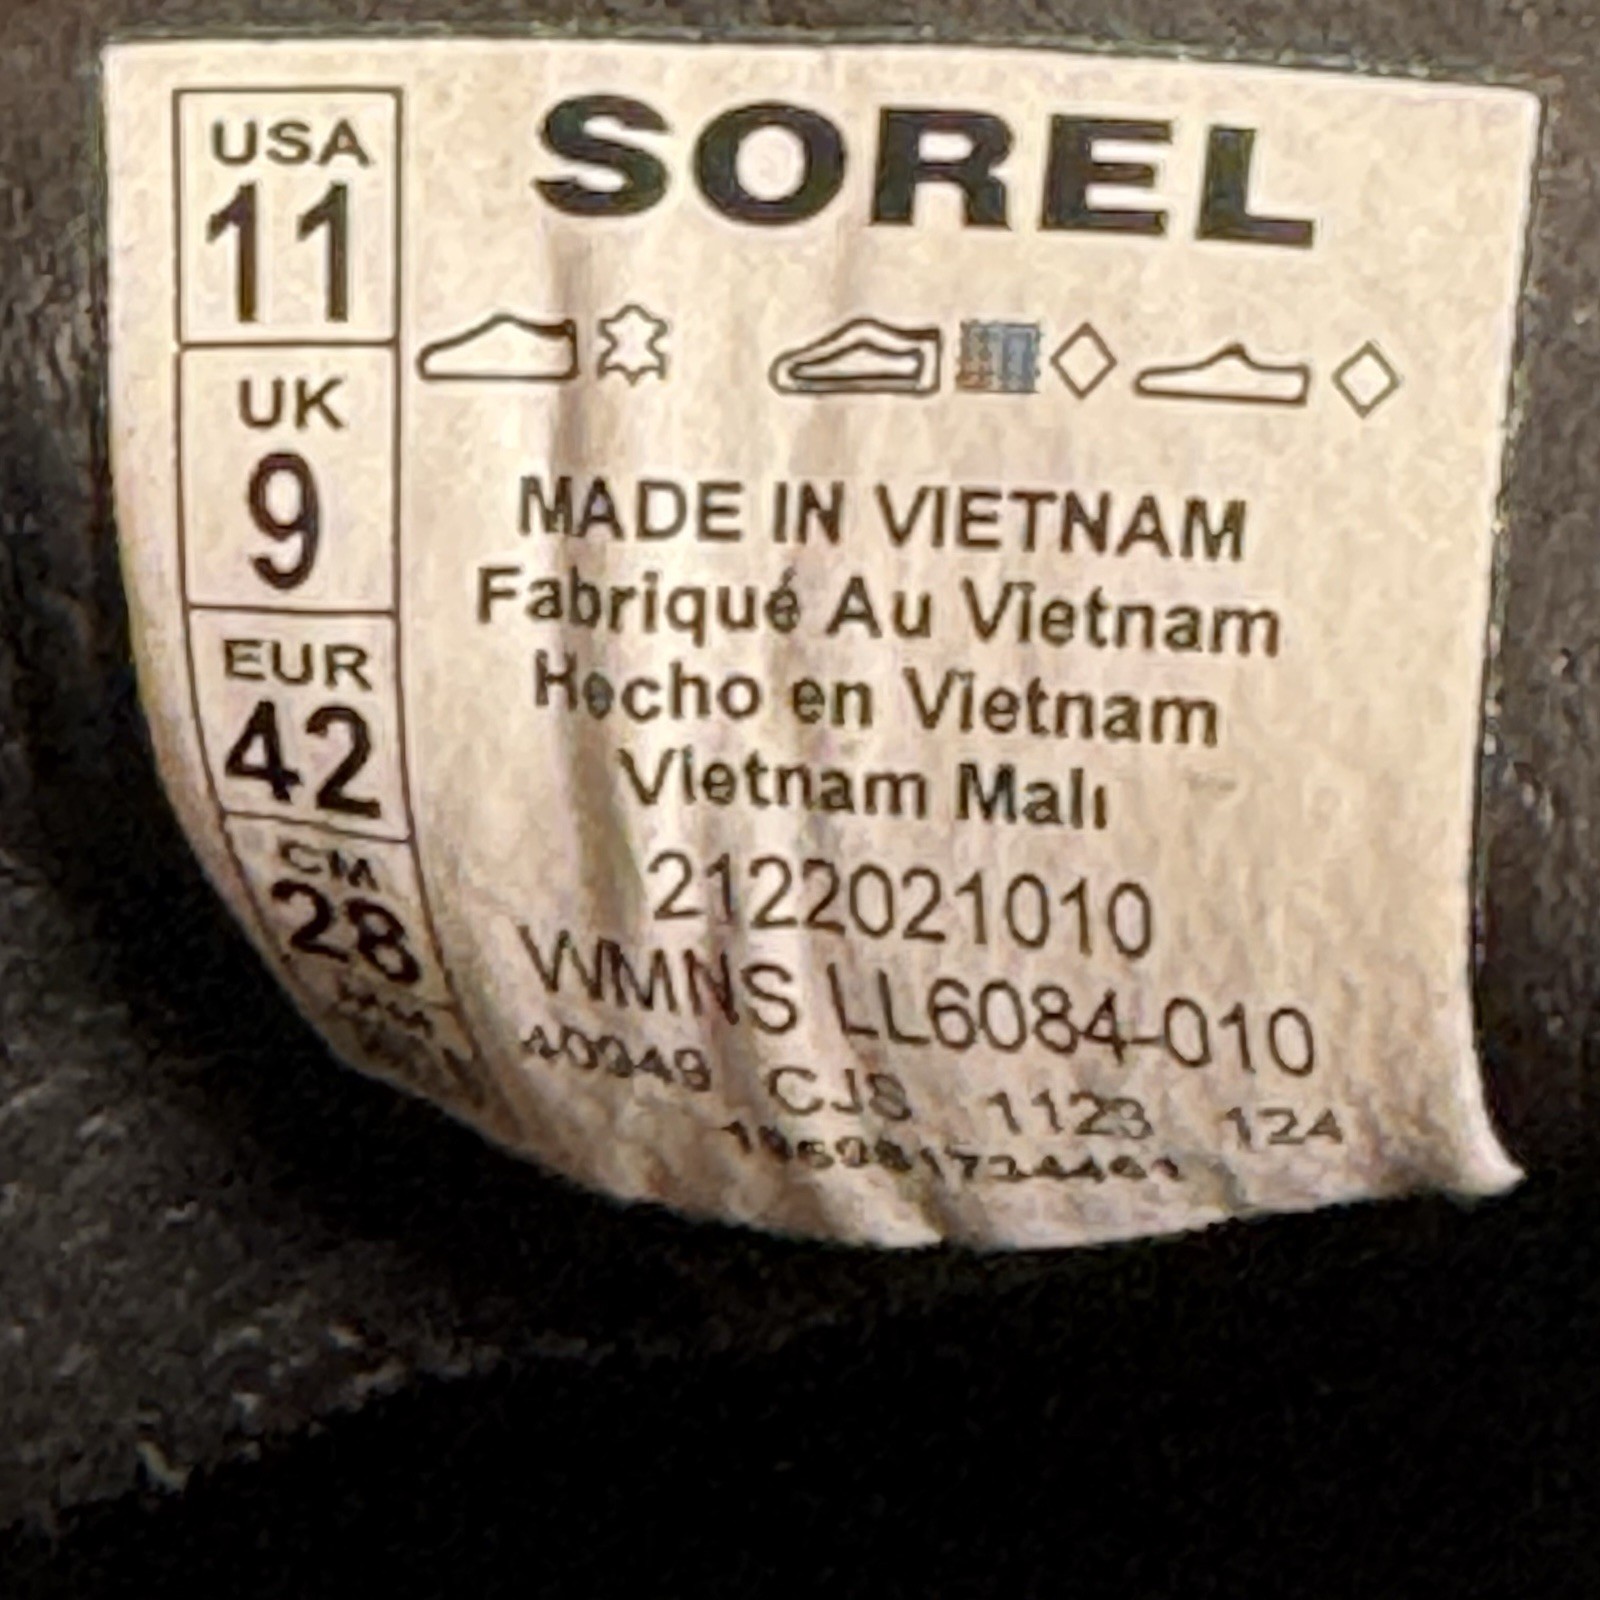 USA
11
UK
9
EUR
42
CM
28
SOREL
MADE IN VIETNAM
Fabriqué Au Vietnam
Hecho en Vietnam
Vietnam Malı
2122021010
WMNS LL6084-010
CJS 1123 124